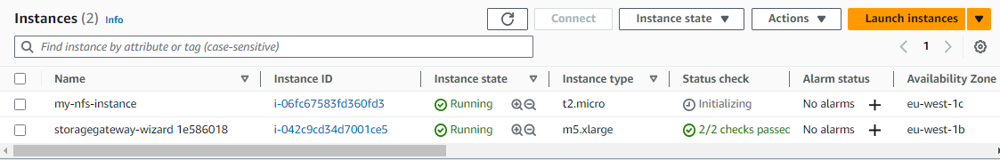 Instances (2) Info Connect Instance state Actions Launch instances
Find instance by attribute or tag (case-sensitive) 1
Name Instance ID Instance state Instance type Status check Alarm status Availability Zone
my-nfs-instance i-06fc67583fd360fd3 Running t2.micro Initializing No alarms eu-west-1c
storagegateway-wizard 1e586018 i-042c9cd34d7001ce5 Running m5.xlarge 2/2 checks passed No alarms eu-west-1b